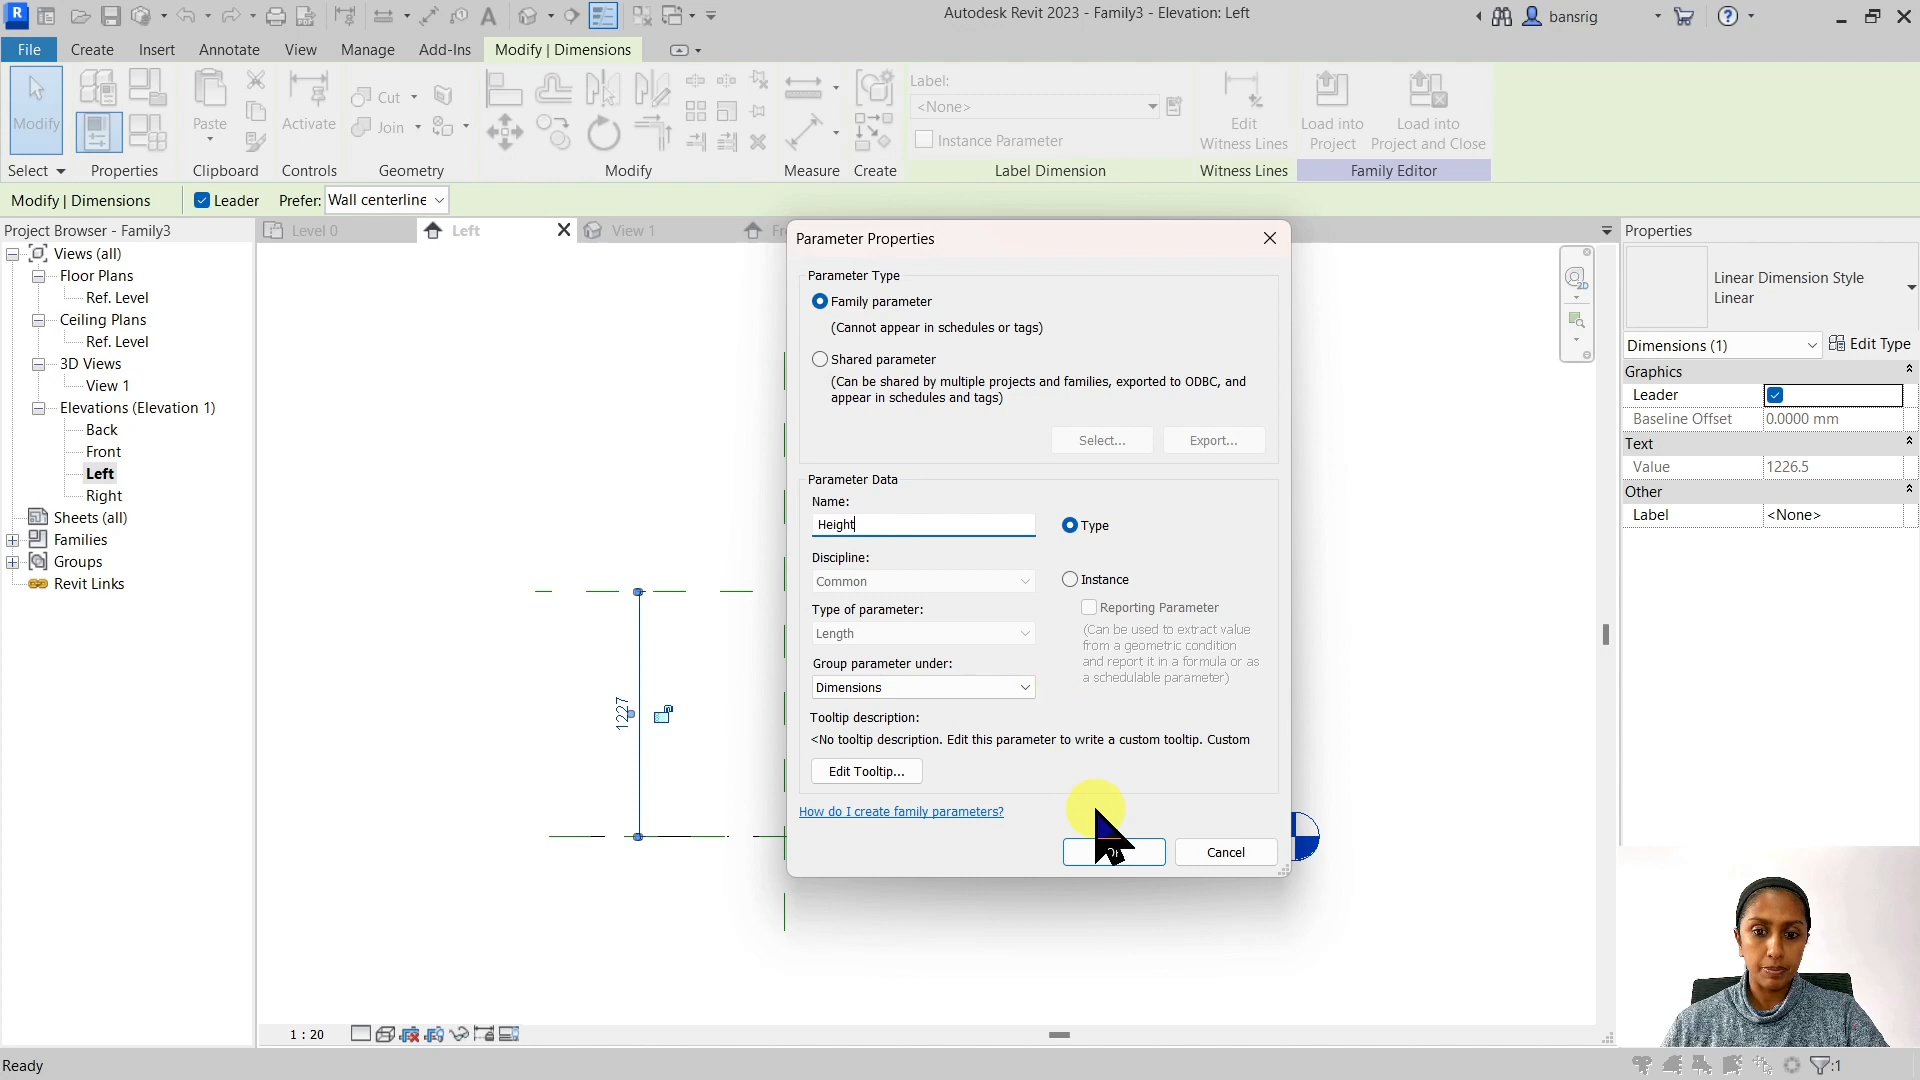 Autodesk Revit 2023 - Family3 - Elevation: Left
bansrig
File
Create
Insert
Annotate
View
Manage
Add-Ins
Modify | Dimensions
Modify
Paste
Cut
Join
Activate
Label:
<None>
Instance Parameter
Edit
Witness Lines
Load into
Project
Load into
Project and Close
Select
Properties
Clipboard
Controls
Geometry
Modify
Measure
Create
Label Dimension
Witness Lines
Family Editor
Modify | Dimensions
Leader
Prefer:
Wall centerline
Project Browser - Family3
Views (all)
Floor Plans
Ref. Level
Ceiling Plans
Ref. Level
3D Views
View 1
Elevations (Elevation 1)
Back
Front
Left
Right
Sheets (all)
Families
Groups
Revit Links
Level 0
Left
View 1
1227
Parameter Properties
Parameter Type
Family parameter
(Cannot appear in schedules or tags)
Shared parameter
(Can be shared by multiple projects and families, exported to ODBC, and
appear in schedules and tags)
Select...
Export...
Parameter Data
Name:
Height
Type
Discipline:
Common
Instance
Type of parameter:
Reporting Parameter
Length
(Can be used to extract value
from a geometric condition
and report it in a formula or as
a schedulable parameter)
Group parameter under:
Dimensions
Tooltip description:
<No tooltip description. Edit this parameter to write a custom tooltip. Custom
Edit Tooltip...
How do I create family parameters?
Cancel
Properties
2D
Linear Dimension Style
Linear
Dimensions (1)
Edit Type
Graphics
Leader
Baseline Offset
0.0000 mm
Text
Value
1226.5
Other
Label
<None>
1 : 20
Ready
:1